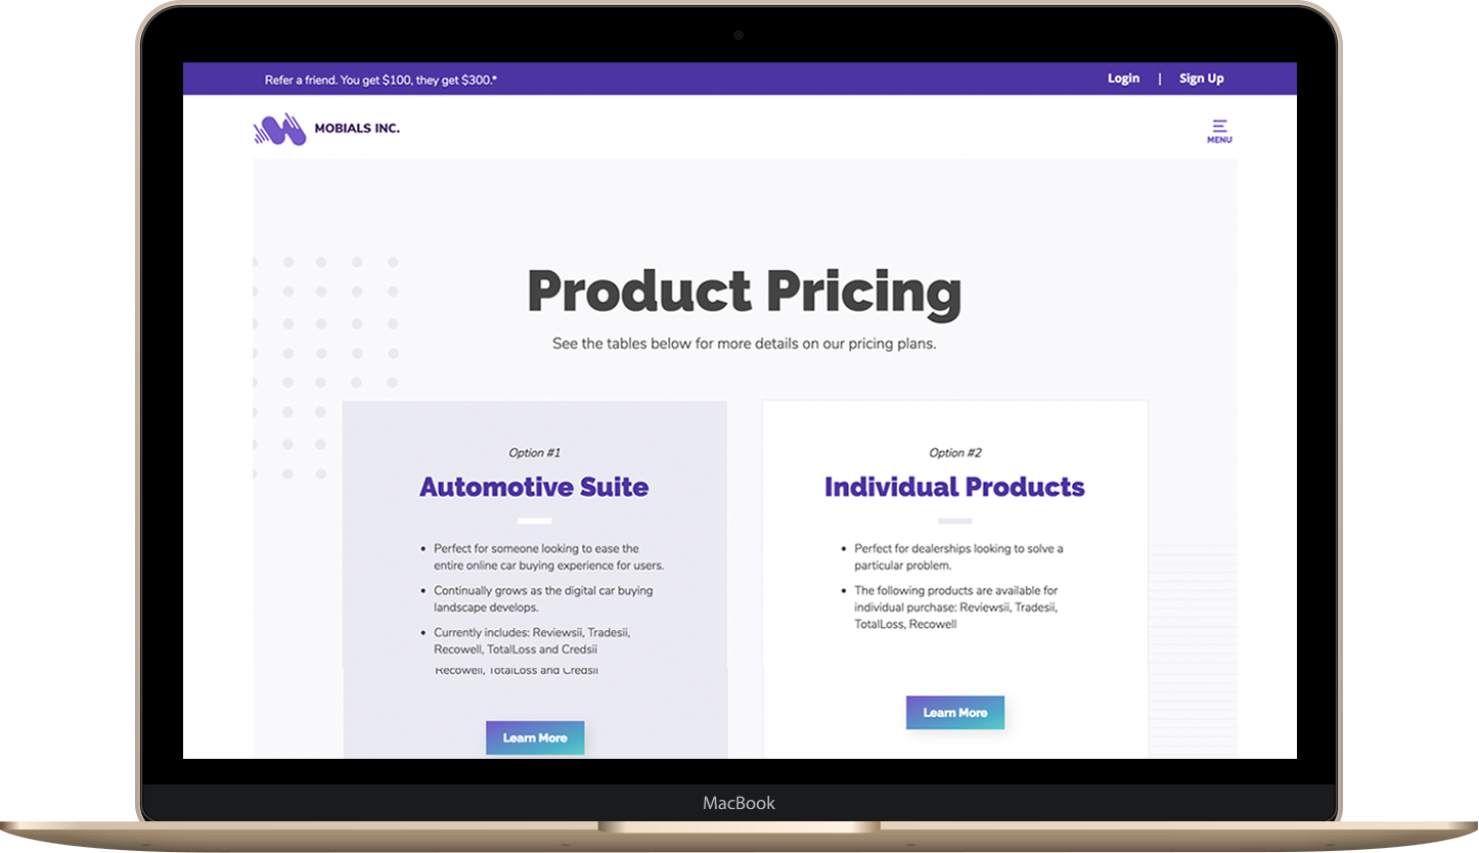 Refer a friend. You get $100, they get $300.*
Login | Sign Up
MOBIALS INC.
MENU
Product Pricing
See the tables below for more details on our pricing plans.
Option #1
Automotive Suite
• Perfect for someone looking to ease the
entire online car buying experience for users.
• Continually grows as the digital car buying
landscape develops.
• Currently includes: Reviewsii, Tradesii,
Recowell, TotalLoss and Credsii
Recowell, TotalLoss and Credsii
Learn More
Option #2
Individual Products
• Perfect for dealerships looking to solve a
particular problem.
• The following products are available for
individual purchase: Reviewsii, Tradesii,
TotalLoss, Recowell
Learn More
MacBook